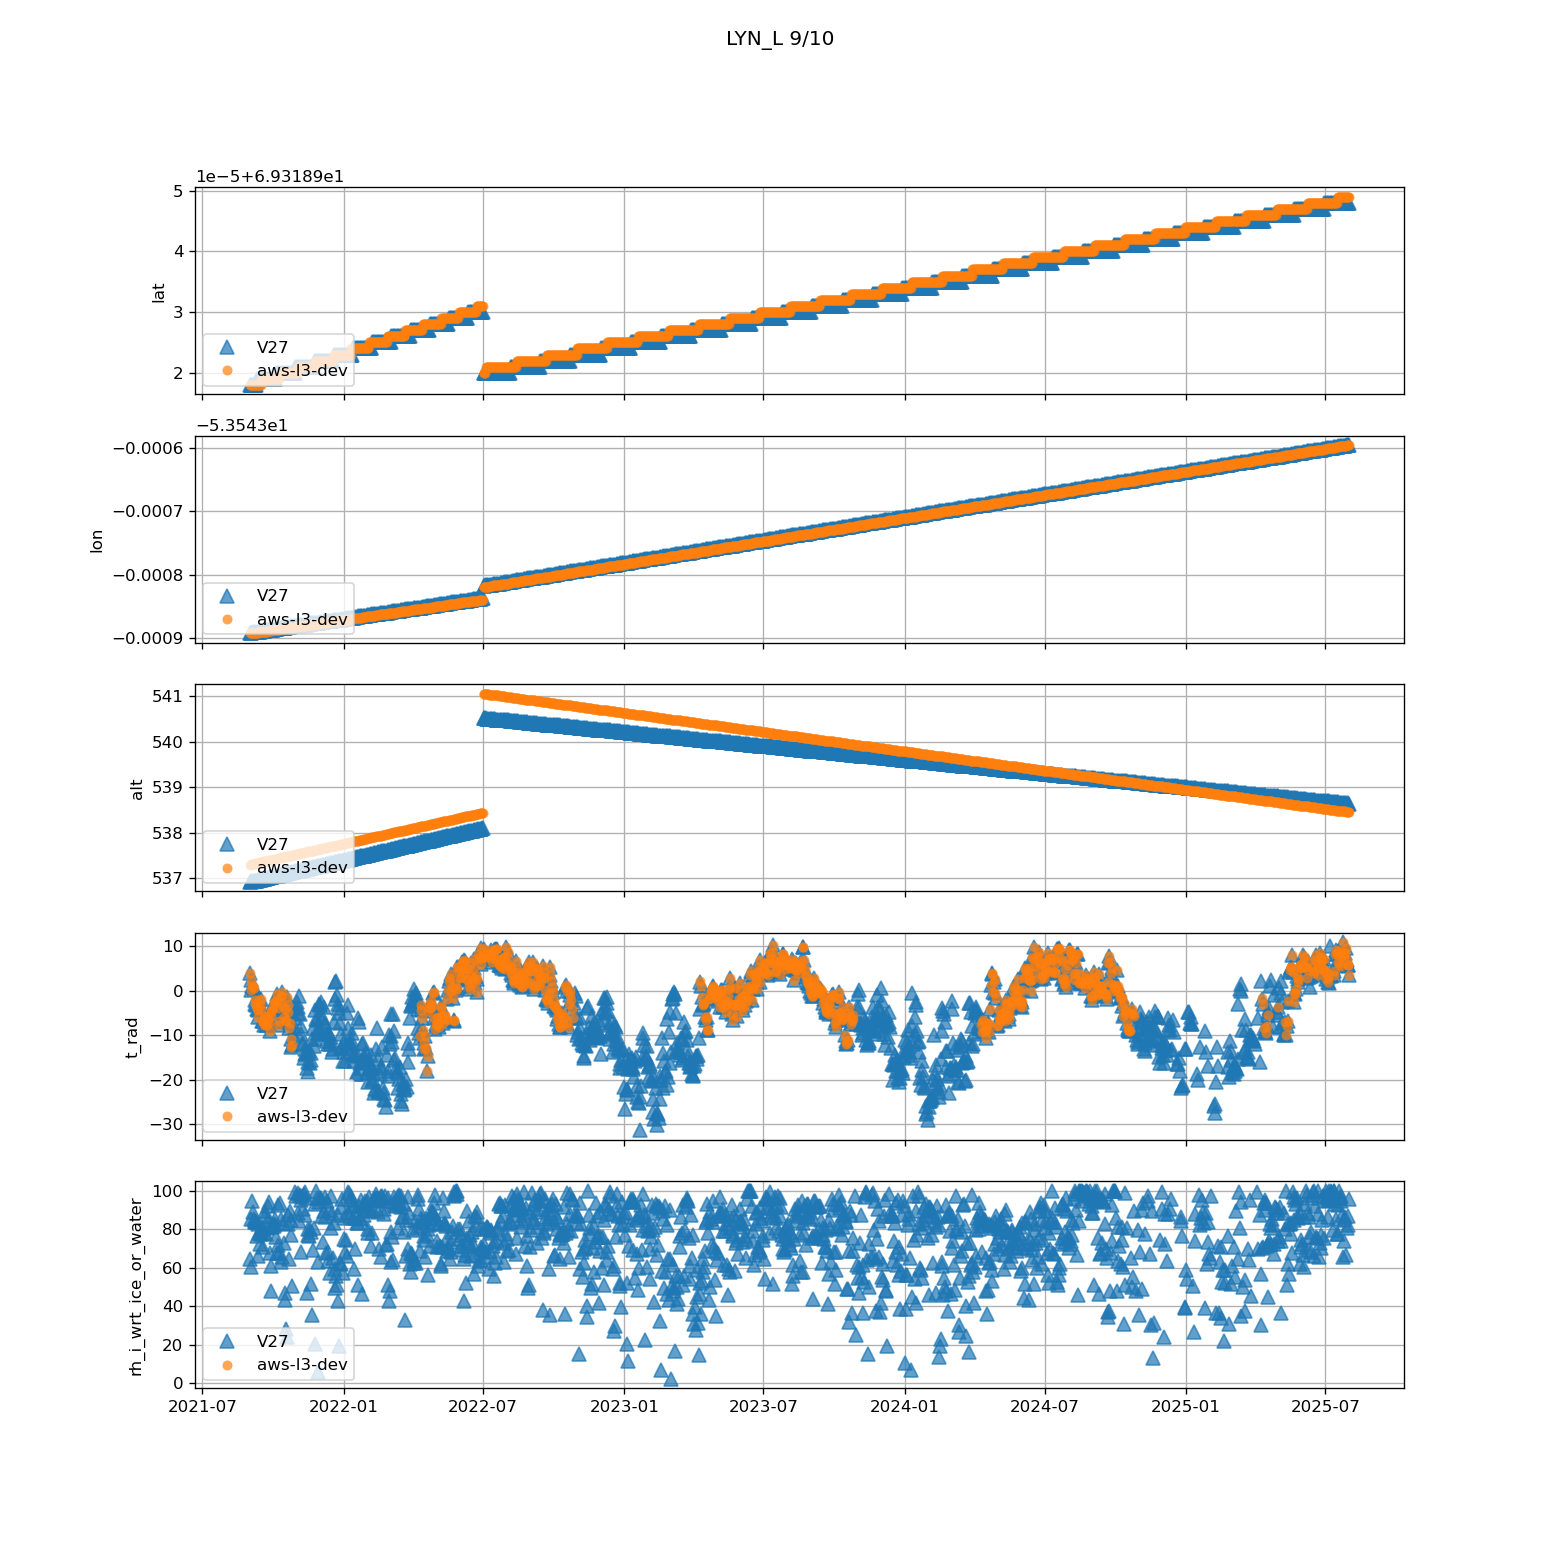 LYN_L 9/10
1e−5+6.93189e1
5
4
3
2
lat
V27
aws-l3-dev
−5.3543e1
−0.0006
−0.0007
−0.0008
−0.0009
lon
V27
aws-l3-dev
541
540
539
538
537
alt
V27
aws-l3-dev
10
0
−10
−20
−30
t_rad
V27
aws-l3-dev
100
80
60
40
20
0
rh_i_wrt_ice_or_water
V27
aws-l3-dev
2021-07 2022-01 2022-07 2023-01 2023-07 2024-01 2024-07 2025-01 2025-07